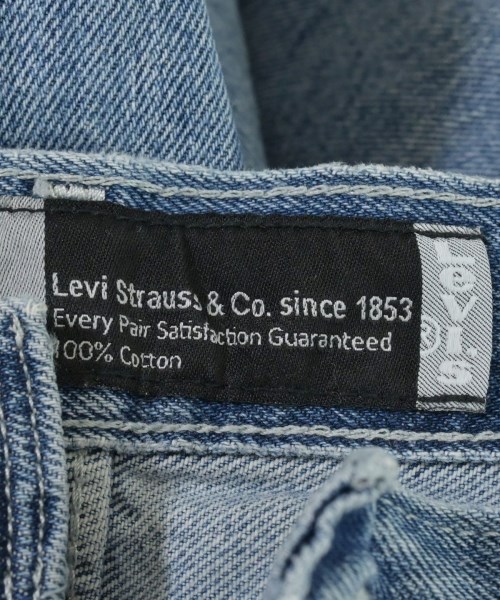 Levi Strauss & Co. since 1853
Every Pair Satisfaction Guaranteed
100% Cotton
Levi's
®